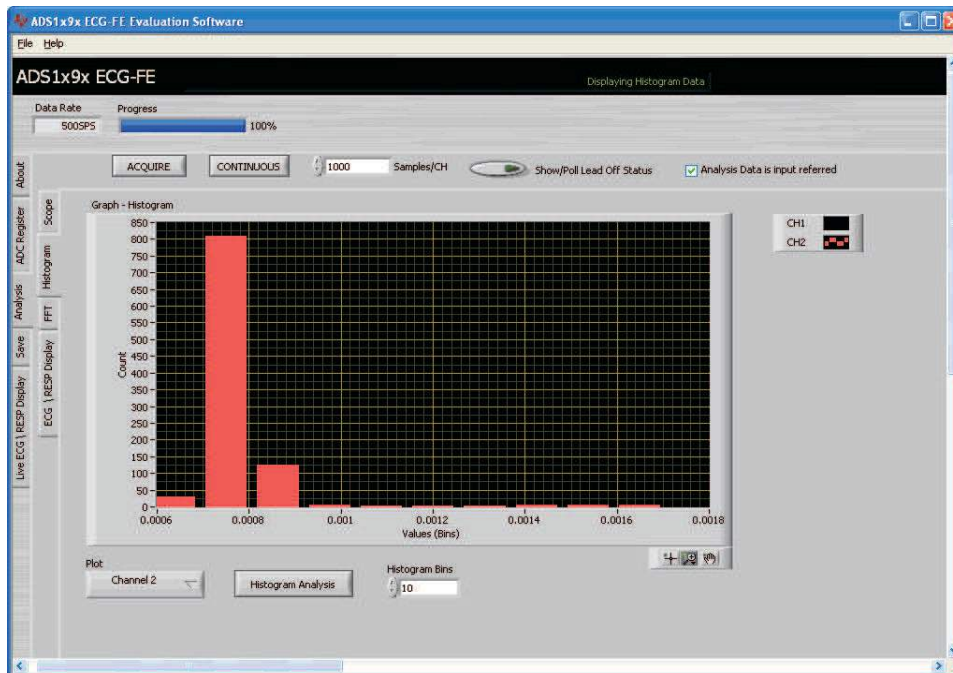 ADS1x9x ECG-FE Evaluation Software
File Help
ADS1x9x ECG-FE
Displaying Histogram Data
Data Rate
500SPS
Progress
100%
ACQUIRE
CONTINUOUS
1000
Samples/CH
Show/Poll Lead Off Status
Analysis Data is input referred
About
ADC Register
Analysis
Save
Live ECG \ RESP Display
Scope
Histogram
FFT
ECG \ RESP Display
Graph - Histogram
CH1
CH2
Count
850
800
750
700
650
600
550
500
450
400
350
300
250
200
150
100
50
0
0.0006 0.0008 0.001 0.0012 0.0014 0.0016 0.0018
Values (Bins)
Plot
Channel 2
Histogram Analysis
Histogram Bins
10